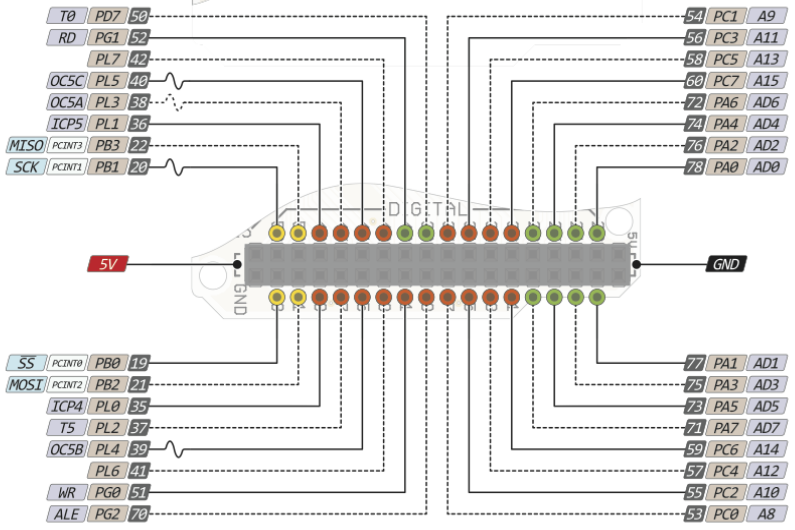 T0 PD7 50
RD PG1 52
PL7 42
OC5C PL5 40
OC5A PL3 38
ICP5 PL1 36
MISO PCINT3 PB3 22
SCK PCINT1 PB1 20
54 PC1 A9
56 PC3 A11
58 PC5 A13
60 PC7 A15
72 PA6 AD6
74 PA4 AD4
76 PA2 AD2
78 PA0 AD0
DIGITAL
5V
5V
GND
GND
SS PCINT0 PB0 19
MOSI PCINT2 PB2 21
ICP4 PL0 35
T5 PL2 37
OC5B PL4 39
PL6 41
WR PG0 51
ALE PG2 70
77 PA1 AD1
75 PA3 AD3
73 PA5 AD5
71 PA7 AD7
59 PC6 A14
57 PC4 A12
55 PC2 A10
53 PC0 A8